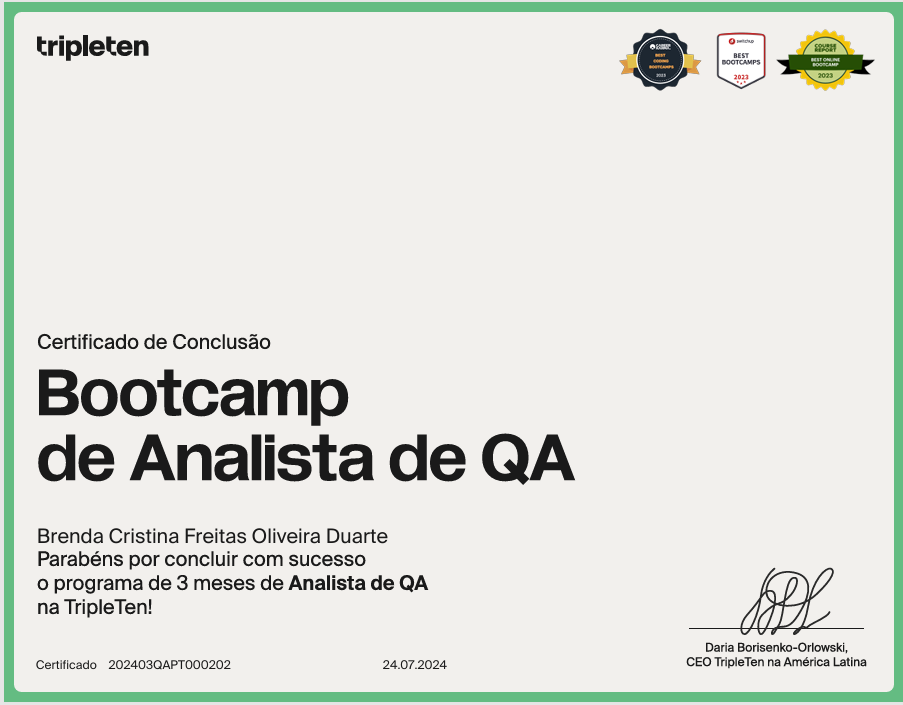 tripleten
CAREER KARMA
BEST
CODING
BOOTCAMPS
2023
switchup
BEST
BOOTCAMPS
2023
COURSE
REPORT
BEST ONLINE
BOOTCAMP
2023
Certificado de Conclusão
Bootcamp
de Analista de QA
Brenda Cristina Freitas Oliveira Duarte
Parabéns por concluir com sucesso
o programa de 3 meses de Analista de QA
na TripleTen!
Daria Borisenko-Orlowski,
CEO TripleTen na América Latina
Certificado 202403QAPT000202
24.07.2024